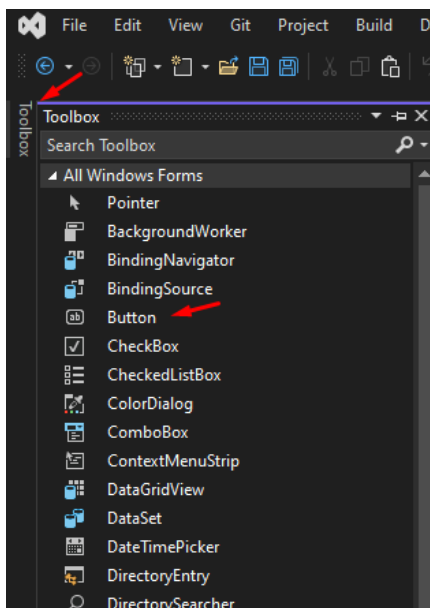 File Edit View Git Project Build D
Toolbox
Toolbox
Search Toolbox
All Windows Forms
Pointer
BackgroundWorker
BindingNavigator
BindingSource
ab Button
CheckBox
CheckedListBox
ColorDialog
ComboBox
ContextMenuStrip
DataGridView
DataSet
DateTimePicker
DirectoryEntry
DirectorySearcher